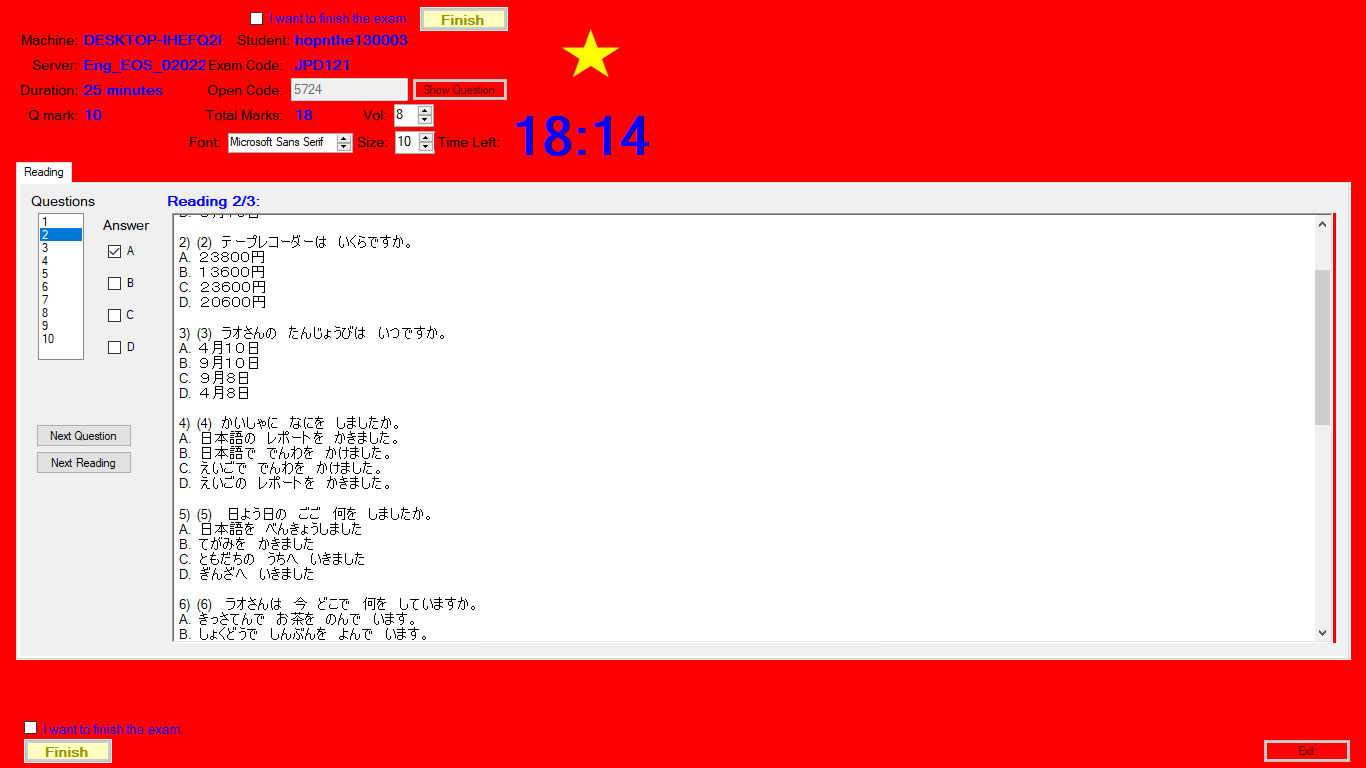 I want to finish the exam.
Finish
Machine: DESKTOP-IHEFQ2I Student: hopnthe130003
Server: Eng_EOS_02022 Exam Code: JPD121
Duration: 25 minutes Open Code: 5724 Show Question
Q mark: 10 Total Marks: 18 Vol: 8
Font: Microsoft Sans Serif Size: 10 Time Left: 18:14
Reading
Questions
Reading 2/3:
1
2
3
4
5
6
7
8
9
10
Answer
A
B
C
D
Next Question
Next Reading
2) (2) テープレコーダーは いくらですか。
A. 23800円
B. 13600円
C. 23600円
D. 20600円
3) (3) ラオさんの たんじょうびは いつですか。
A. 4月10日
B. 9月10日
C. 9月8日
D. 4月8日
4) (4) かいしゃに なにを しましたか。
A. 日本語の レポートを かきました。
B. 日本語で でんわを かけました。
C. えいごで でんわを かけました。
D. えいごの レポートを かきました。
5) (5) 日よう日の ごご 何を しましたか。
A. 日本語を べんきょうしました
B. てがみを かきました
C. ともだちの うちへ いきました
D. ぎんざへ いきました
6) (6) ラオさんは 今 どこで 何を していますか。
A. きっさてんで お茶を のんで います。
B. しょくどうで しんぶんを よんで います。
I want to finish the exam.
Finish
Exit